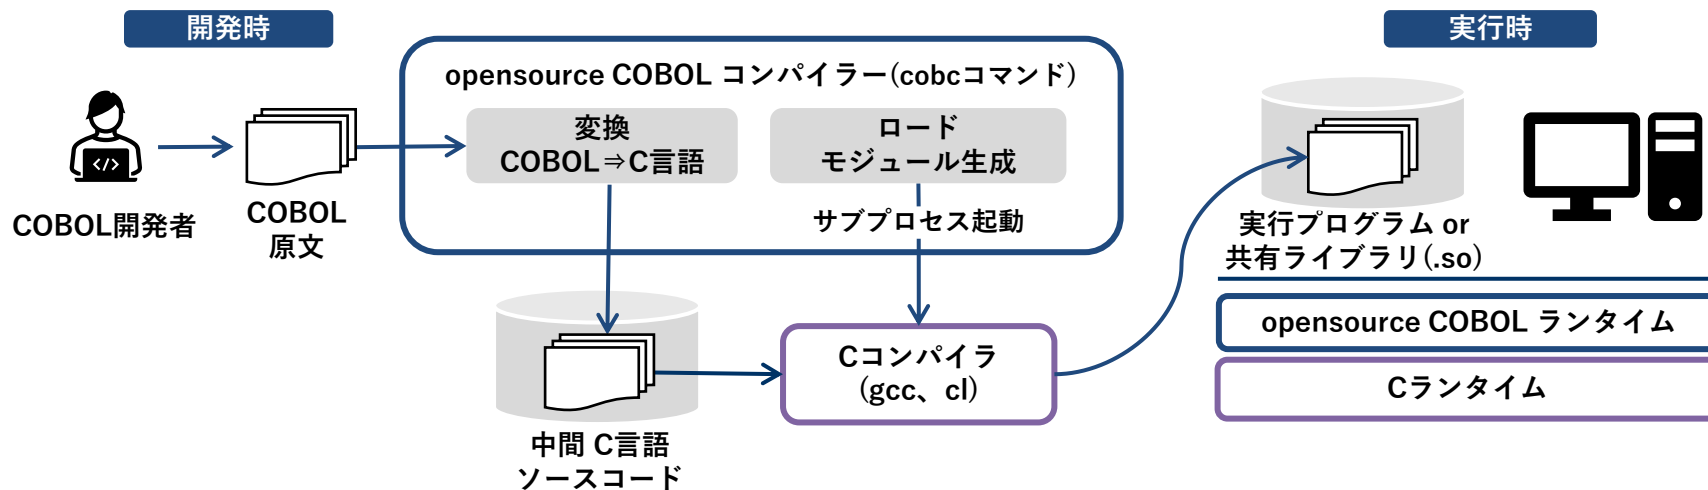 開発時
実行時
opensource COBOL コンパイラー(cobcコマンド)
変換
COBOL⇒C言語
ロード
モジュール生成
</>
COBOL開発者
COBOL
原文
サブプロセス起動
実行プログラム or
共有ライブラリ(.so)
opensource COBOL ランタイム
Cコンパイラ
(gcc、cl)
Cランタイム
中間 C言語
ソースコード